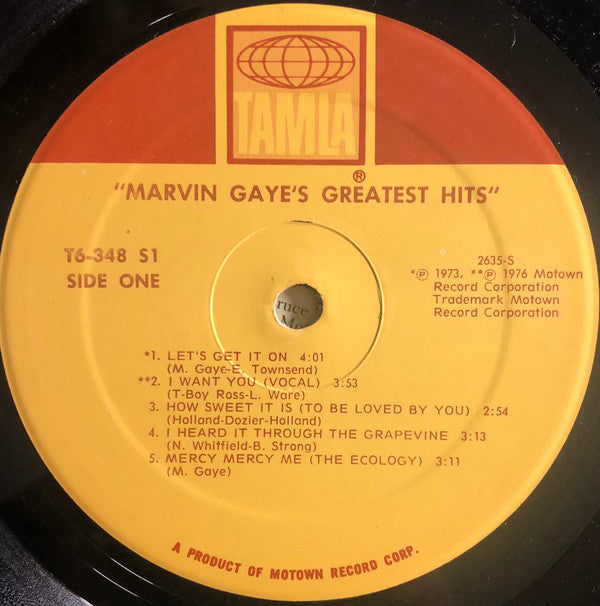 TAMLA
®
"MARVIN GAYE'S GREATEST HITS"
T6-348 S1
SIDE ONE
2635-S
*℗ 1973, **℗ 1976 Motown
Record Corporation
Trademark Motown
Record Corporation
ruce
*1. LET'S GET IT ON 4:01
(M. Gaye-E. Townsend)
**2. I WANT YOU (VOCAL) 3:53
(T-Boy Ross-L. Ware)
3. HOW SWEET IT IS (TO BE LOVED BY YOU) 2:54
(Holland-Dozier-Holland)
4. I HEARD IT THROUGH THE GRAPEVINE 3:13
(N. Whitfield-B. Strong)
5. MERCY MERCY ME (THE ECOLOGY) 3:11
(M. Gaye)
A PRODUCT OF MOTOWN RECORD CORP.